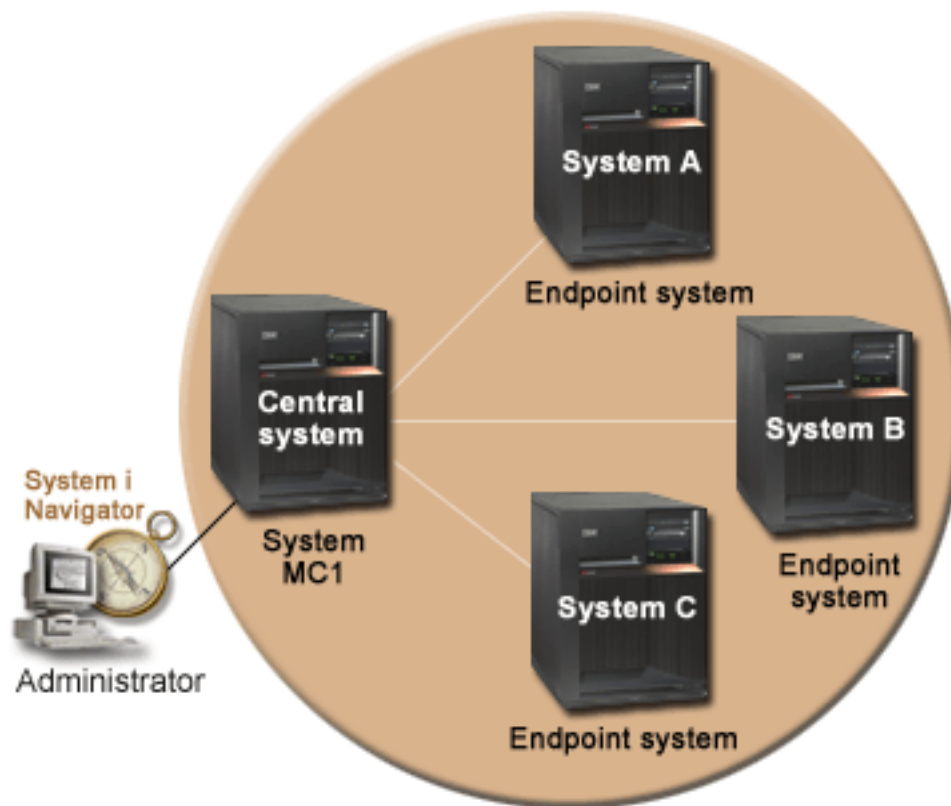 System A
Endpoint system
Central
system
System B
System i
Navigator
System
MC1
Endpoint
system
System C
Administrator
Endpoint system